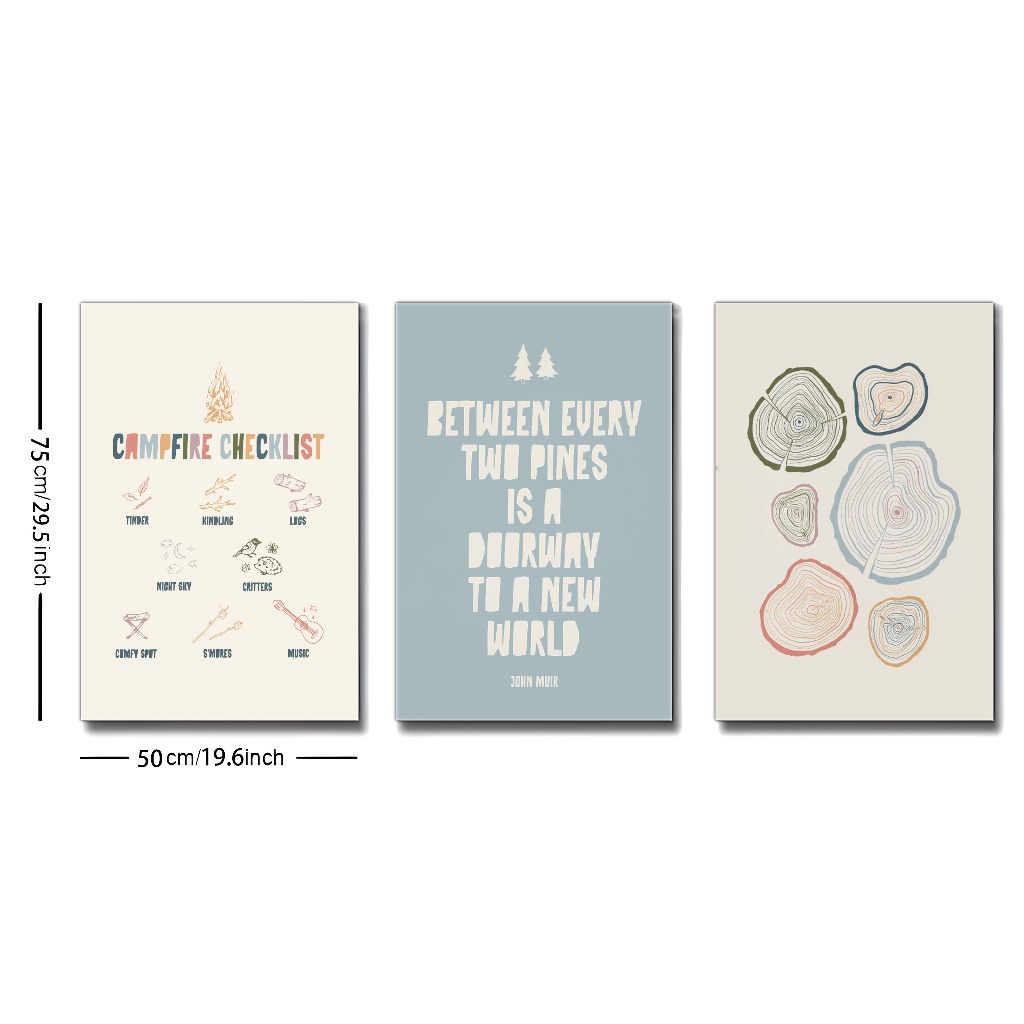 CAMPFIRE CHECKLIST
TINDER
KINDLING
LOGS
NIGHT SKY
CRITTERS
COMFY SPOT
S'MORES
MUSIC
BETWEEN EVERY
TWO PINES
IS A
DOORWAY
TO A NEW
WORLD
JOHN MUIR
75cm/29.5inch
50cm/19.6inch